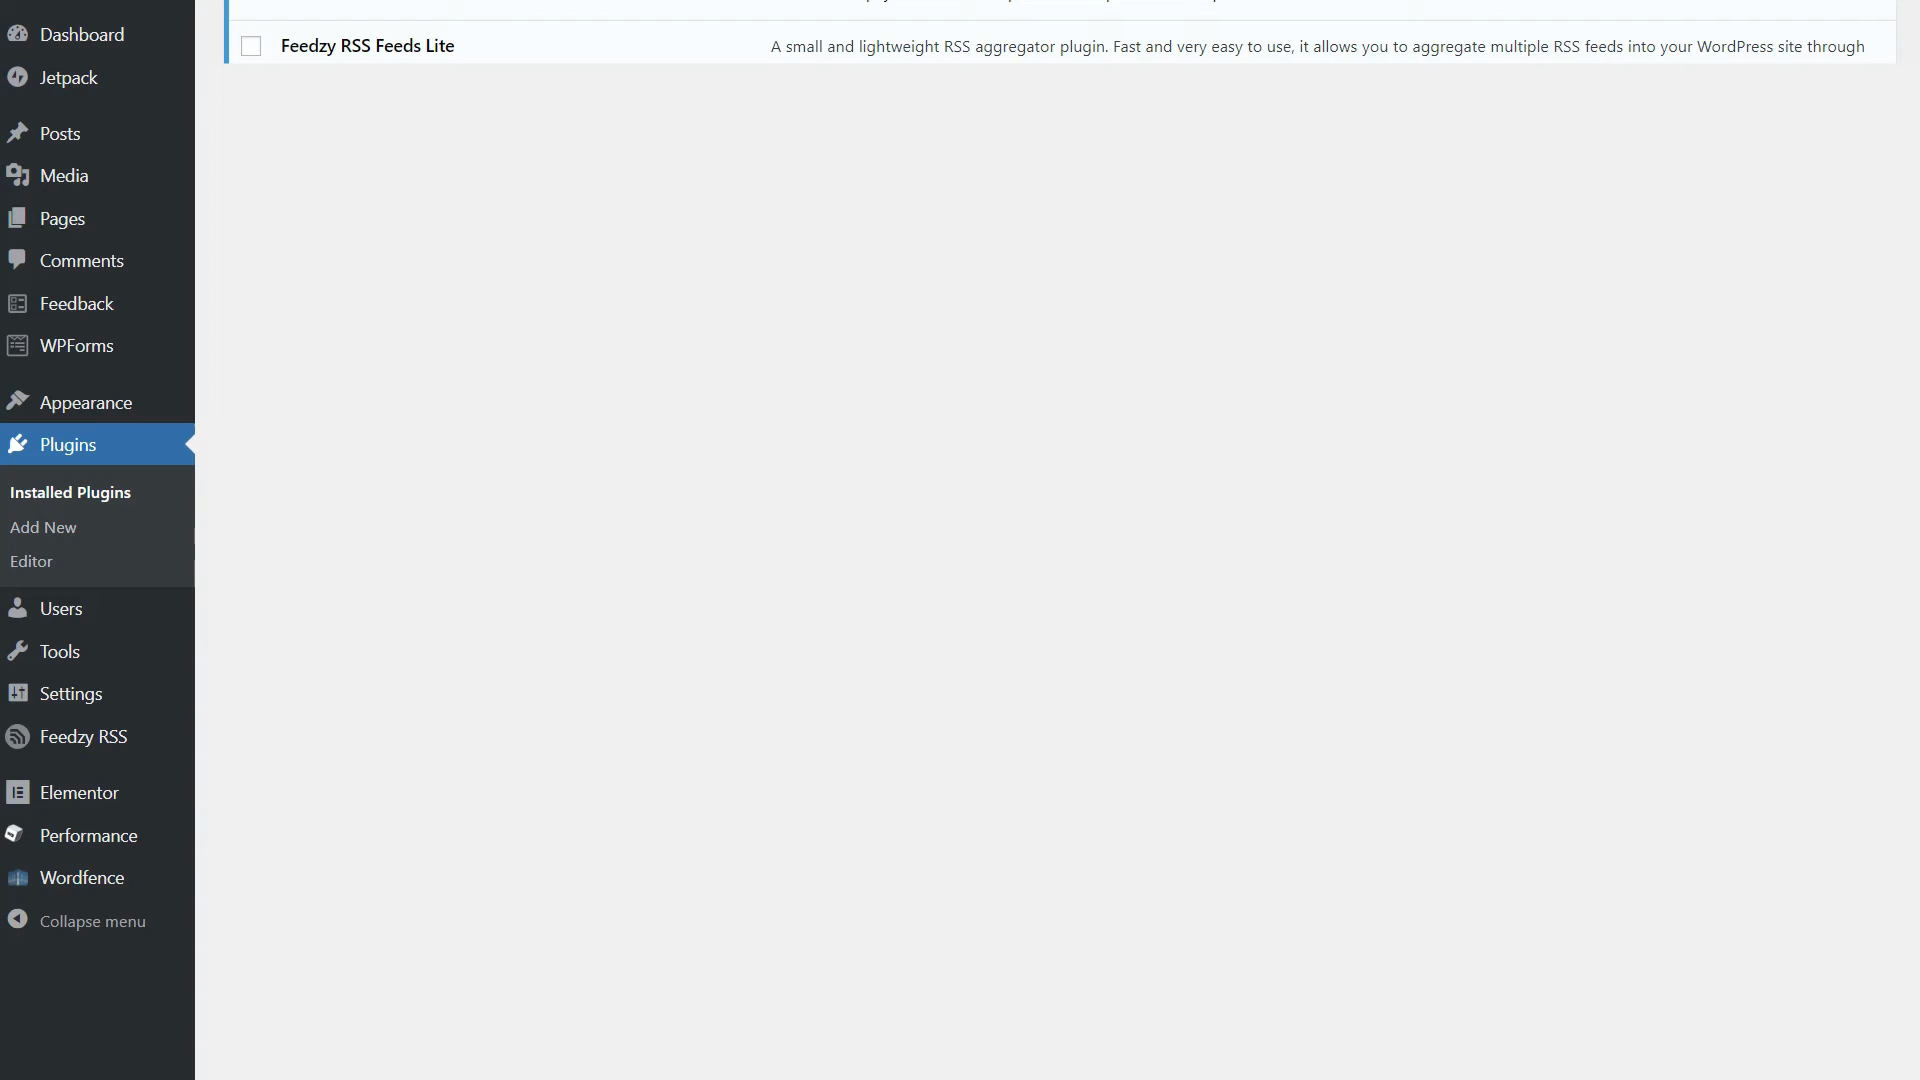 Dashboard
Jetpack
Posts
Media
Pages
Comments
Feedback
WPForms
Appearance
Plugins
Installed Plugins
Add New
Editor
Users
Tools
Settings
Feedzy RSS
Elementor
Performance
Wordfence
Collapse menu
Feedzy RSS Feeds Lite
A small and lightweight RSS aggregator plugin. Fast and very easy to use, it allows you to aggregate multiple RSS feeds into your WordPress site through